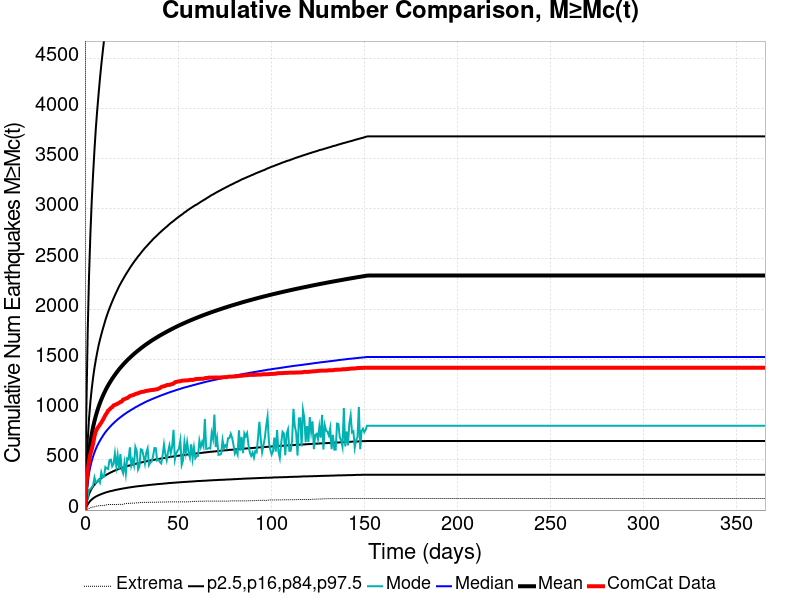 Cumulative Number Comparison, M≥Mc(t)
Cumulative Num Earthquakes M≥Mc(t)
4500
4000
3500
3000
2500
2000
1500
1000
500
0
0 50 100 150 200 250 300 350
Time (days)
Extrema p2.5,p16,p84,p97.5 Mode Median Mean ComCat Data